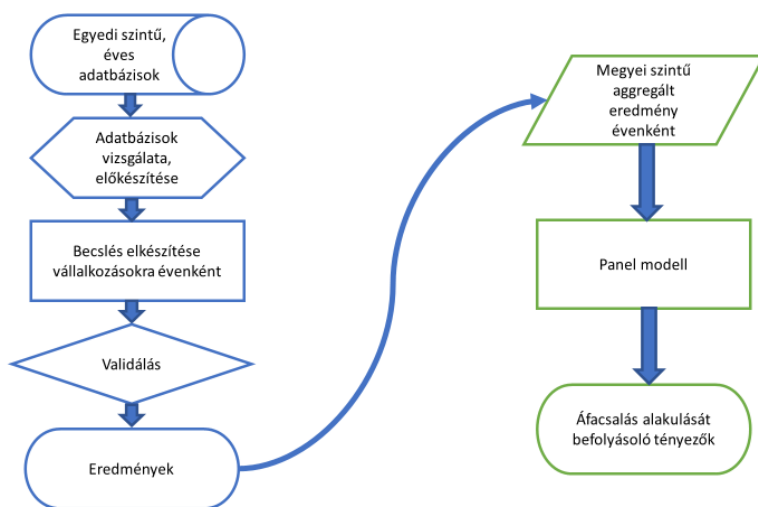 Egyedi szintű,
éves
adatbázisok
Adatbázisok
vizsgálata,
előkészítése
Becslés elkészítése
vállalkozásokra évenként
Validálás
Eredmények
Megyei szintű
aggregált
eredmény
évenként
Panel modell
Áfacsalás alakulását
befolyásoló tényezők